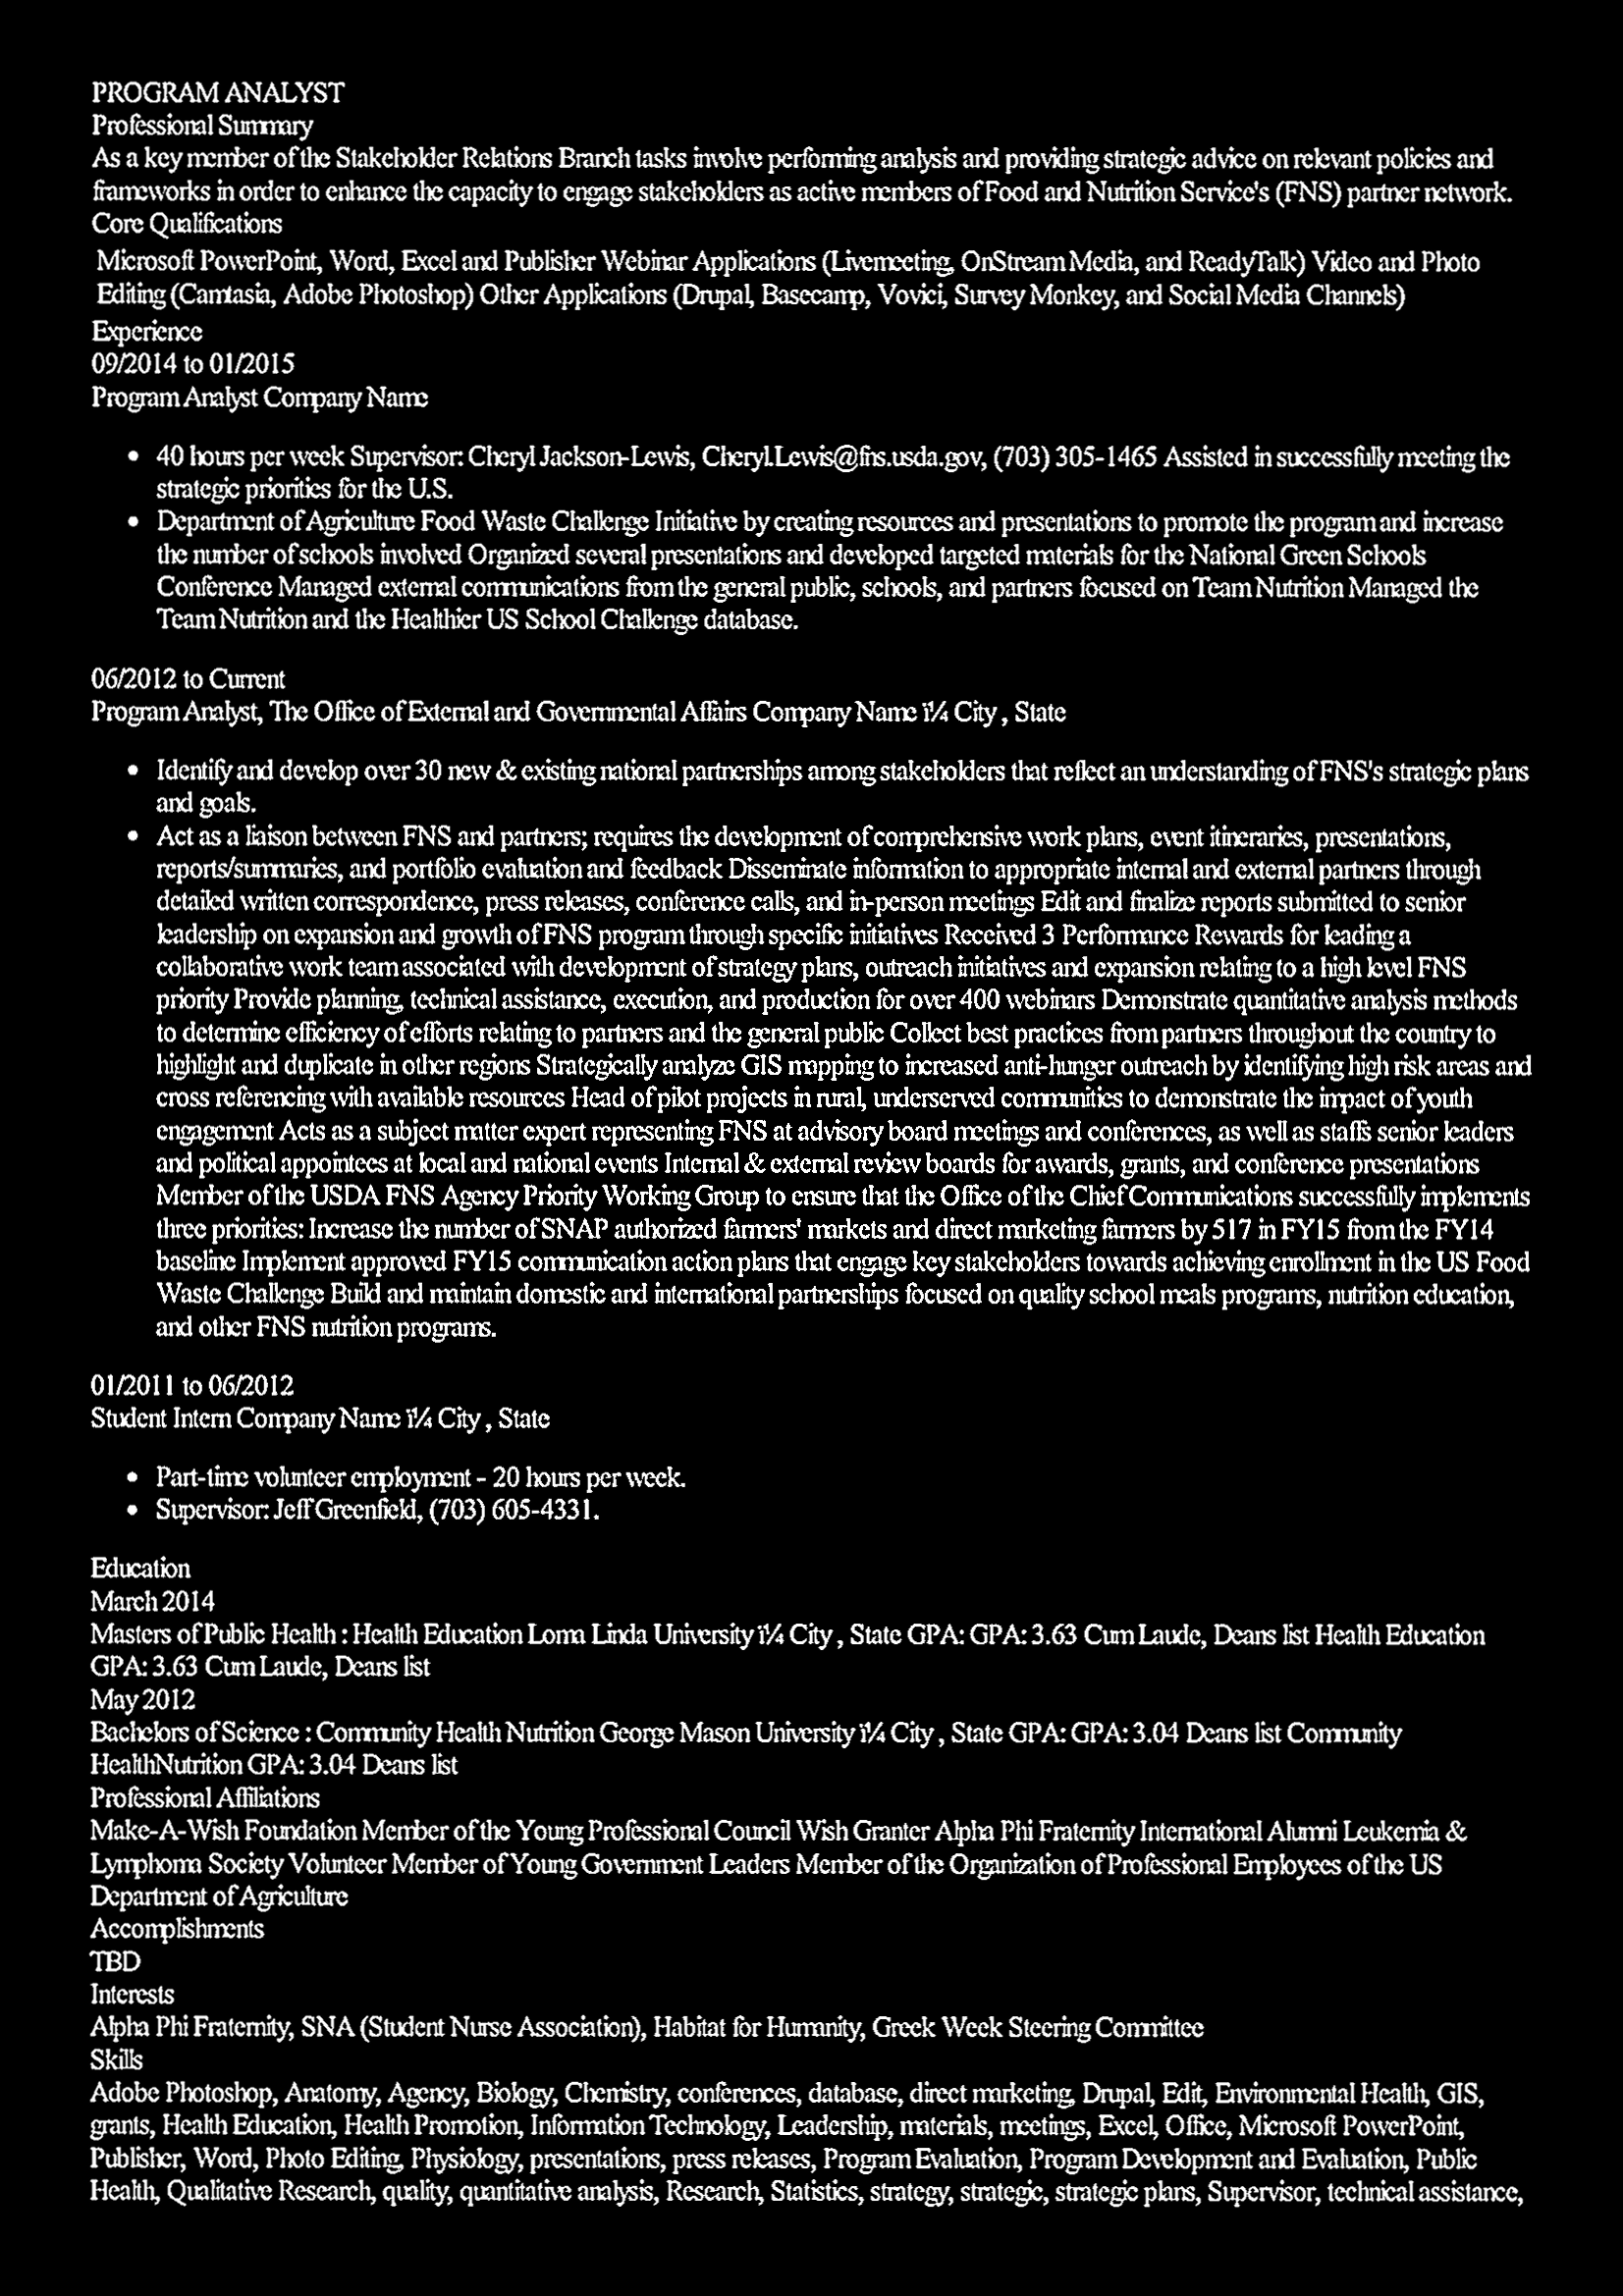 PROGRAM ANALYST
Professional Summary
As a key member of the Stakeholder Relations Branch tasks involve performing analysis and providing strategic advice on relevant policies and
frameworks in order to enhance the capacity to engage stakeholders as active members of Food and Nutrition Service's (FNS) partner network.
Core Qualifications
Microsoft PowerPoint, Word, Excel and Publisher Webinar Applications (Livemeeting, OnStream Media, and ReadyTalk) Video and Photo
Editing (Camtasia, Adobe Photoshop) Other Applications (Drupal, Basecamp, Vovici, Survey Monkey, and Social Media Channels)
Experience
09/2014 to 01/2015
Program Analyst Company Name
• 40 hours per week Supervisor: Cheryl Jackson-Lewis, Cheryl.Lewis@fns.usda.gov, (703) 305-1465 Assisted in successfully meeting the
strategic priorities for the U.S.
• Department of Agriculture Food Waste Challenge Initiative by creating resources and presentations to promote the program and increase
the number of schools involved Organized several presentations and developed targeted materials for the National Green Schools
Conference Managed external communications from the general public, schools, and partners focused on Team Nutrition Managed the
Team Nutrition and the Healthier US School Challenge database.
06/2012 to Current
Program Analyst, The Office of External and Governmental Affairs Company Name ï¼ City , State
• Identify and develop over 30 new & existing national partnerships among stakeholders that reflect an understanding of FNS's strategic plans
and goals.
• Act as a liaison between FNS and partners; requires the development of comprehensive work plans, event itineraries, presentations,
reports/summaries, and portfolio evaluation and feedback Disseminate information to appropriate internal and external partners through
detailed written correspondence, press releases, conference calls, and in-person meetings Edit and finalize reports submitted to senior
leadership on expansion and growth of FNS program through specific initiatives Received 3 Performance Rewards for leading a
collaborative work team associated with development of strategy plans, outreach initiatives and expansion relating to a high level FNS
priority Provide planning, technical assistance, execution, and production for over 400 webinars Demonstrate quantitative analysis methods
to determine efficiency of efforts relating to partners and the general public Collect best practices from partners throughout the country to
highlight and duplicate in other regions Strategically analyze GIS mapping to increased anti-hunger outreach by identifying high risk areas and
cross referencing with available resources Head of pilot projects in rural, underserved communities to demonstrate the impact of youth
engagement Acts as a subject matter expert representing FNS at advisory board meetings and conferences, as well as staffs senior leaders
and political appointees at local and national events Internal & external review boards for awards, grants, and conference presentations
Member of the USDA FNS Agency Priority Working Group to ensure that the Office of the Chief Communications successfully implements
three priorities: Increase the number of SNAP authorized farmers' markets and direct marketing farmers by 517 in FY15 from the FY14
baseline Implement approved FY15 communication action plans that engage key stakeholders towards achieving enrollment in the US Food
Waste Challenge Build and maintain domestic and international partnerships focused on quality school meals programs, nutrition education,
and other FNS nutrition programs.
01/2011 to 06/2012
Student Intern Company Name ï¼ City , State
• Part-time volunteer employment - 20 hours per week.
• Supervisor: Jeff Greenfield, (703) 605-4331.
Education
March 2014
Masters of Public Health : Health Education Loma Linda University ï¼ City , State GPA: GPA: 3.63 Cum Laude, Deans list Health Education
GPA: 3.63 Cum Laude, Deans list
May 2012
Bachelors of Science : Community Health Nutrition George Mason University ï¼ City , State GPA: GPA: 3.04 Deans list Community
HealthNutrition GPA: 3.04 Deans list
Professional Affiliations
Make-A-Wish Foundation Member of the Young Professional Council Wish Granter Alpha Phi Fraternity International Alumni Leukemia &
Lymphoma Society Volunteer Member of Young Government Leaders Member of the Organization of Professional Employees of the US
Department of Agriculture
Accomplishments
TBD
Interests
Alpha Phi Fraternity, SNA (Student Nurse Association), Habitat for Humanity, Greek Week Steering Committee
Skills
Adobe Photoshop, Anatomy, Agency, Biology, Chemistry, conferences, database, direct marketing, Drupal, Edit, Environmental Health, GIS,
grants, Health Education, Health Promotion, Information Technology, Leadership, materials, meetings, Excel, Office, Microsoft PowerPoint,
Publisher, Word, Photo Editing, Physiology, presentations, press releases, Program Evaluation, Program Development and Evaluation, Public
Health, Qualitative Research, quality, quantitative analysis, Research, Statistics, strategy, strategic, strategic plans, Supervisor, technical assistance,